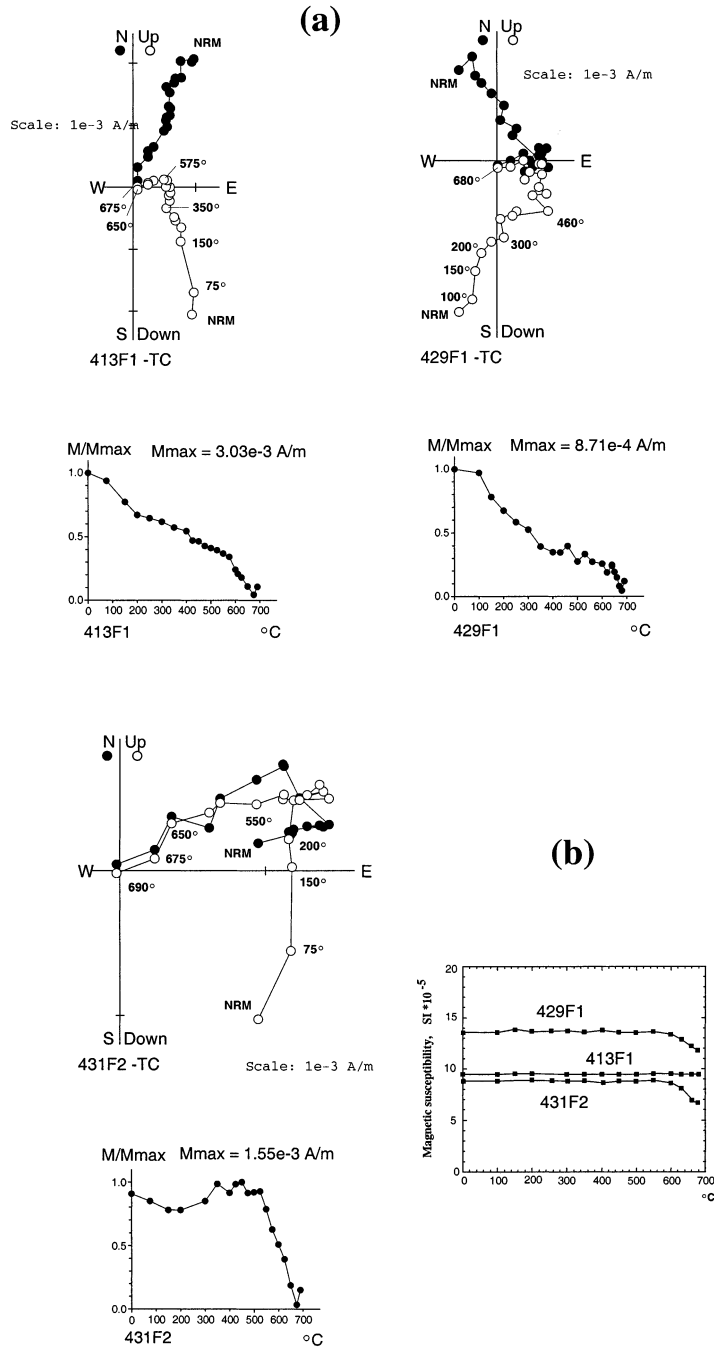 (a)
N Up
NRM
Scale: 1e-3 A/m
575°
W E
675°
650°
350°
150°
75°
NRM
S Down
413F1 -TC
N Up
NRM
Scale: 1e-3 A/m
W E
680°
460°
200° 300°
150°
100°
NRM
S Down
429F1 -TC
M/Mmax Mmax = 3.03e-3 A/m
1.0
0.5
0.0
0 100 200 300 400 500 600 700
413F1 °C
M/Mmax Mmax = 8.71e-4 A/m
1.0
0.5
0.0
0 100 200 300 400 500 600 700
429F1 °C
N Up
650° 550°
NRM 200°
675°
W E
690° 150°
75°
NRM
S Down
431F2 -TC
Scale: 1e-3 A/m
M/Mmax Mmax = 1.55e-3 A/m
1.0
0.5
0.0
0 100 200 300 400 500 600 700
431F2 °C
(b)
Magnetic susceptibility, SI *10⁻⁵
20
15
10
5
0
429F1
413F1
431F2
0 100 200 300 400 500 600 700
°C